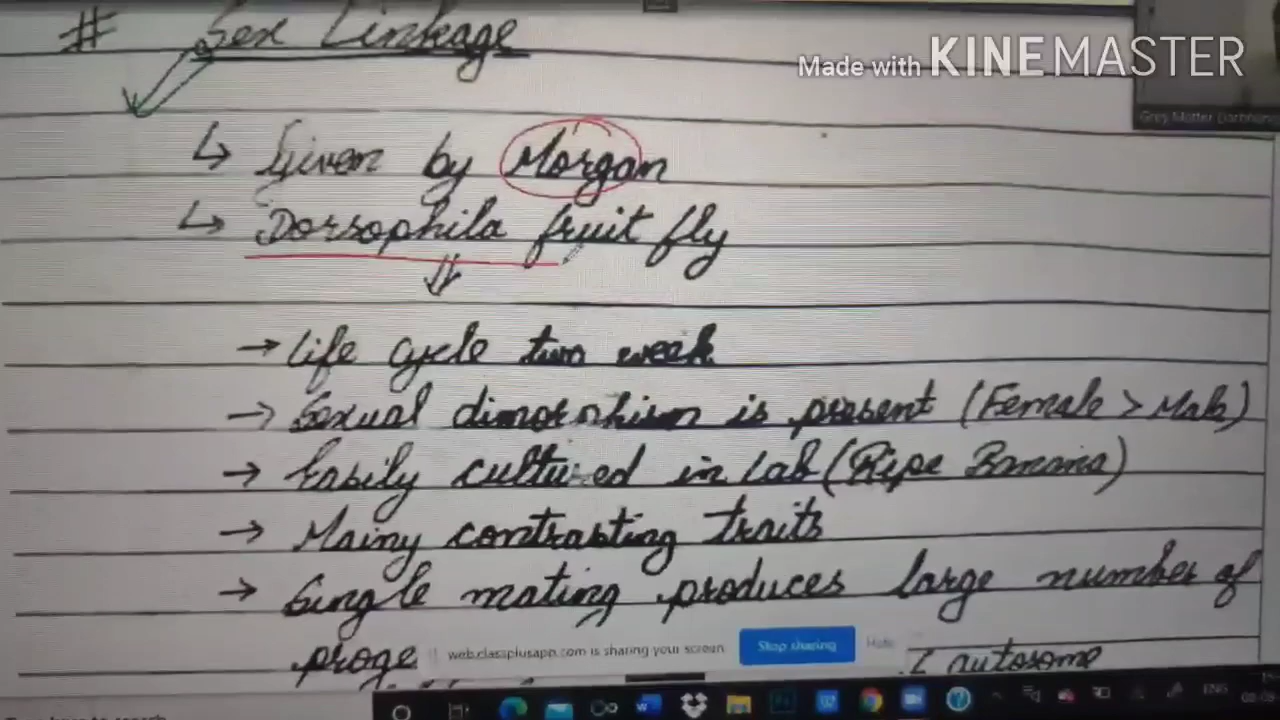 # Sex Linkage
Made with KINEMASTER
↳ Given by Morgan
↳ Dorsophila fruit fly
→ Life cycle two week
→ Sexual dimorphism is present (Female > Male)
→ Easily cultured in Lab (Ripe Banana)
→ Mainy contrasting traits
→ Single mating produces large number of
proge
autosome
web.classplusapp.com is sharing your screen
Stop sharing
Hide
ENG